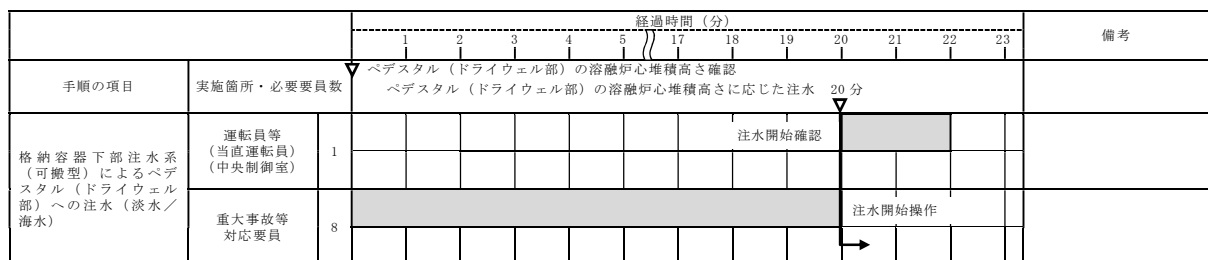 経過時間（分）
備考
1 2 3 4 5 17 18 19 20 21 22 23
手順の項目
実施箇所・必要要員数
ペデスタル（ドライウェル部）の溶融炉心堆積高さ確認
ペデスタル（ドライウェル部）の溶融炉心堆積高さに応じた注水 20分
格納容器下部注水系
（可搬型）によるペデ
スタル（ドライウェル
部）への注水（淡水／
海水）
運転員等
（当直運転員）
（中央制御室）
1
注水開始確認
重大事故等
対応要員
8
注水開始操作